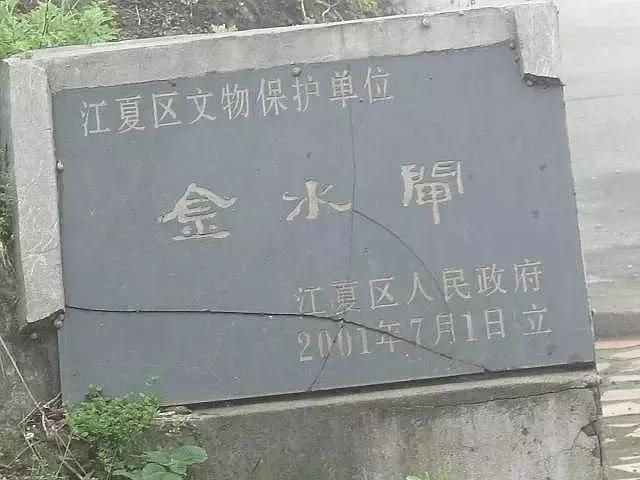 江夏区文物保护单位
金水閘
江夏区人民政府
2001年7月1日立